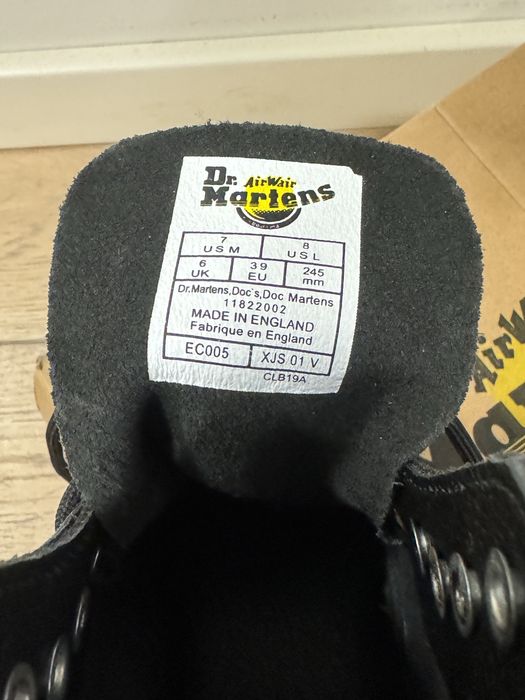 Dr. AirWair
Martens
7 8
US M US L
6 39 245
UK EU mm
Dr.Martens,Doc`s,Doc Martens
11822002
MADE IN ENGLAND
Fabrique en England
EC005 XJS 01 V
CLB19A
AirWair